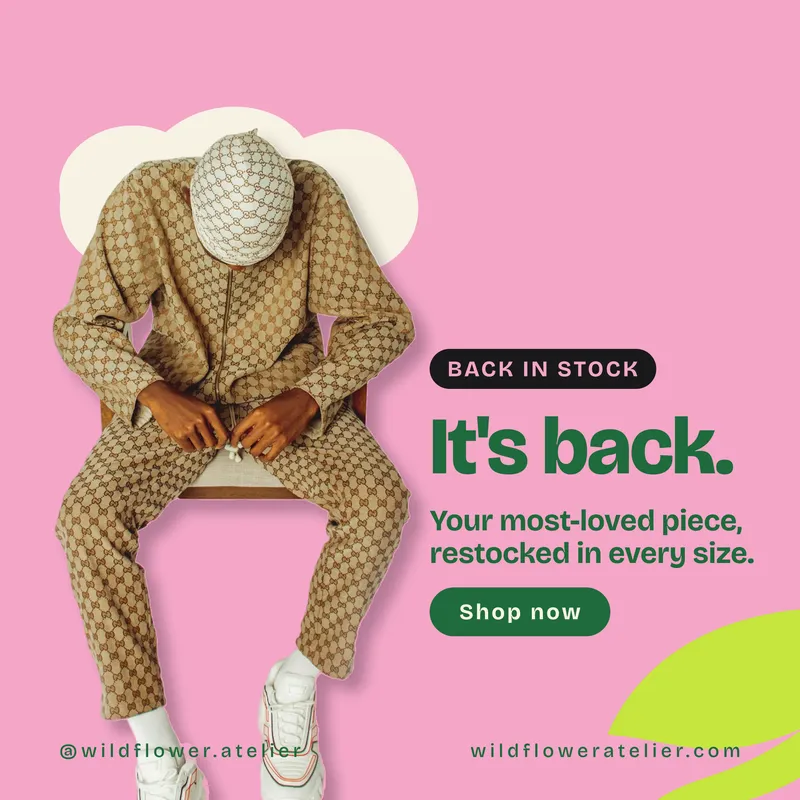 BACK IN STOCK
It's back.
Your most-loved piece,
restocked in every size.
Shop now
@wildflower.atelier
wildfloweratelier.com